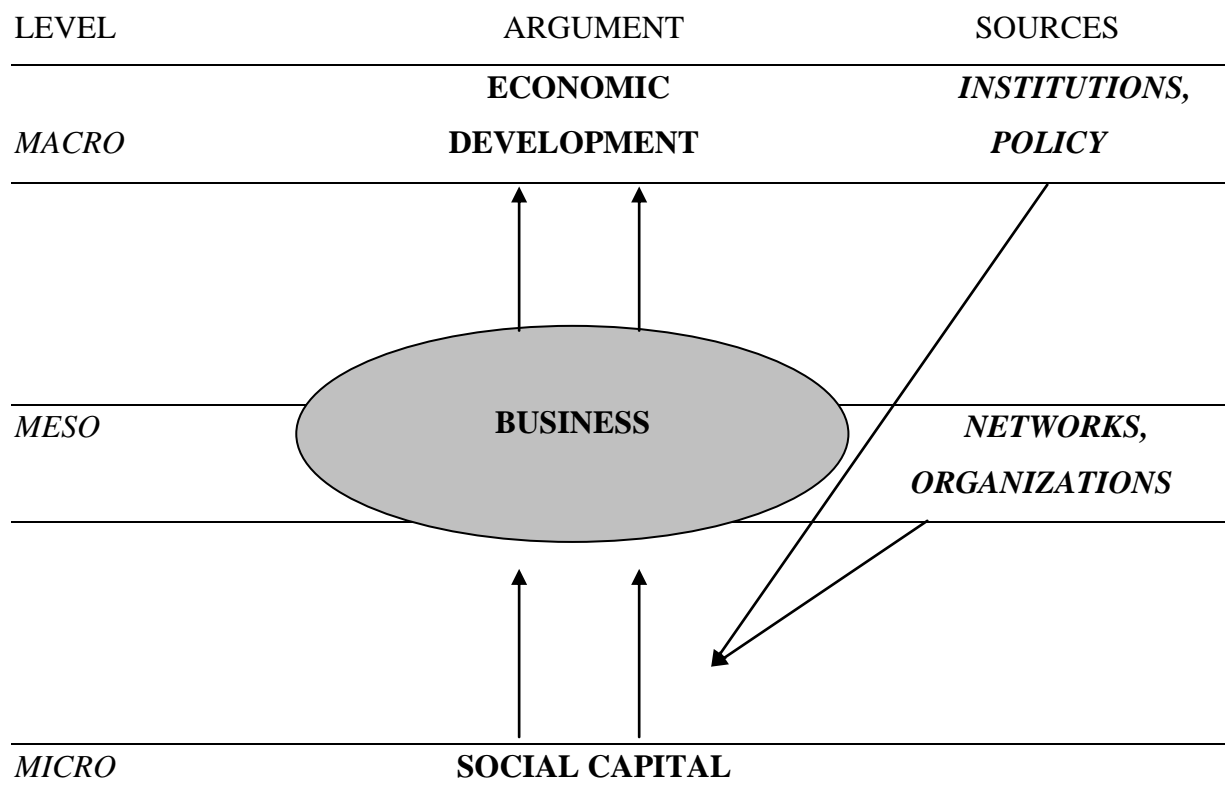 LEVEL ARGUMENT SOURCES
ECONOMIC INSTITUTIONS,
MACRO DEVELOPMENT POLICY
MESO BUSINESS NETWORKS,
ORGANIZATIONS
MICRO SOCIAL CAPITAL